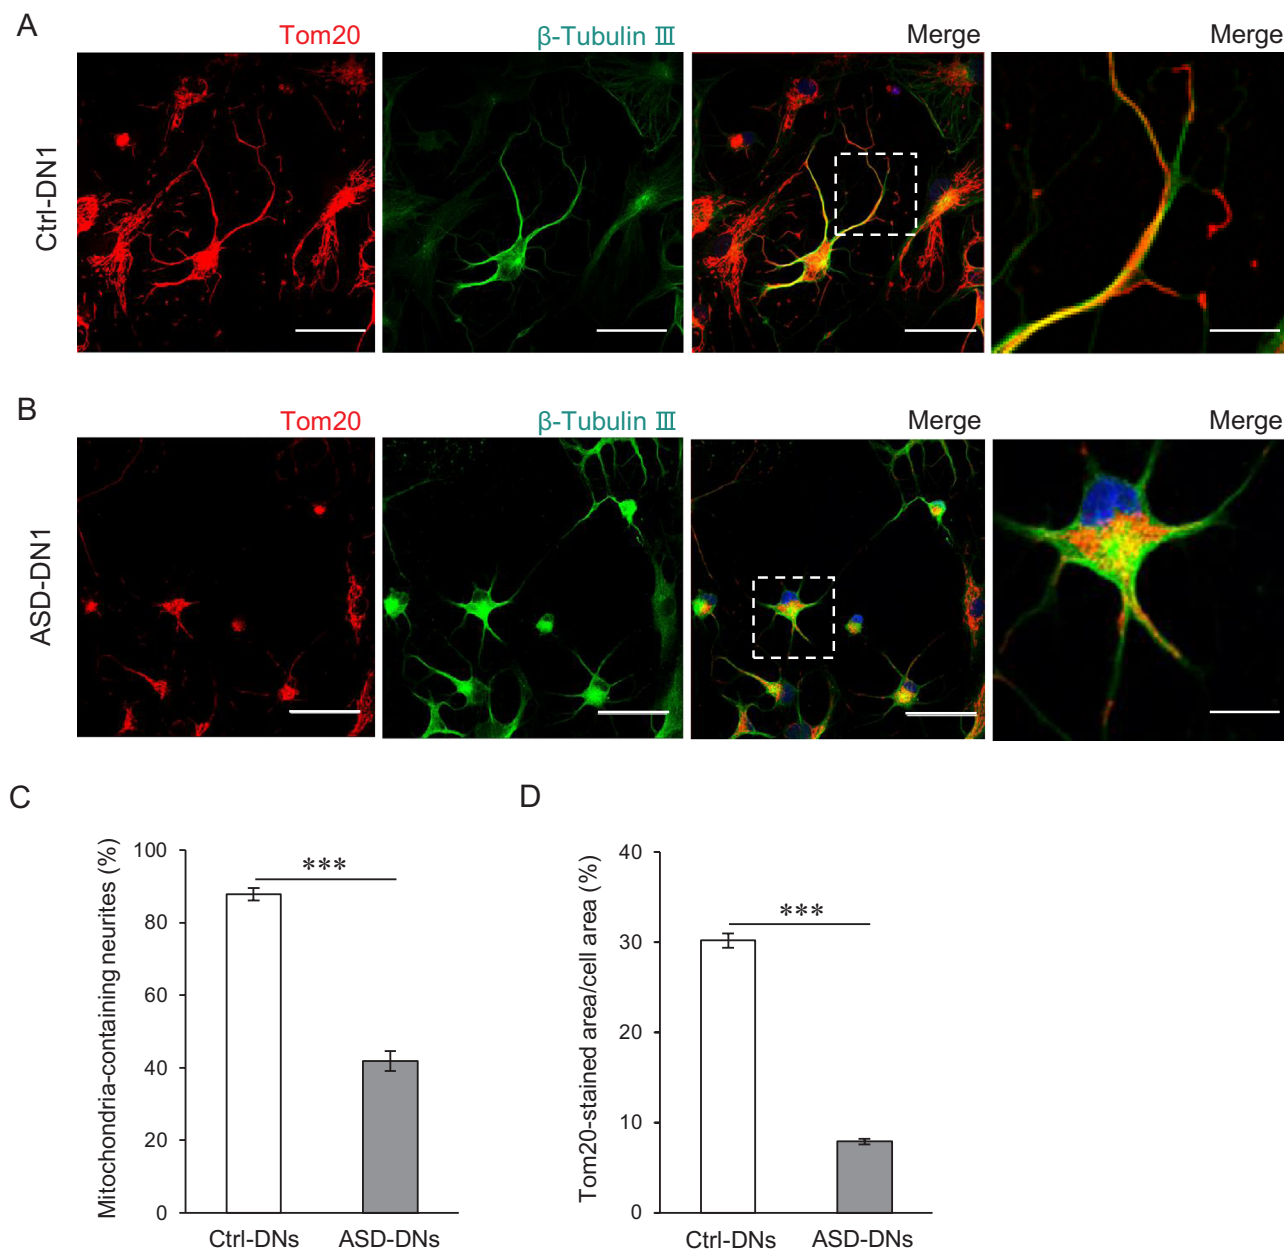 A
Tom20
β-Tubulin Ⅲ
Merge
Merge
Ctrl-DN1
B
Tom20
β-Tubulin Ⅲ
Merge
Merge
ASD-DN1
C
Mitochondria-containing neurites (%)
100
80
60
40
20
0
***
Ctrl-DNs
ASD-DNs
D
Tom20-stained area/cell area (%)
40
30
20
10
0
***
Ctrl-DNs
ASD-DNs